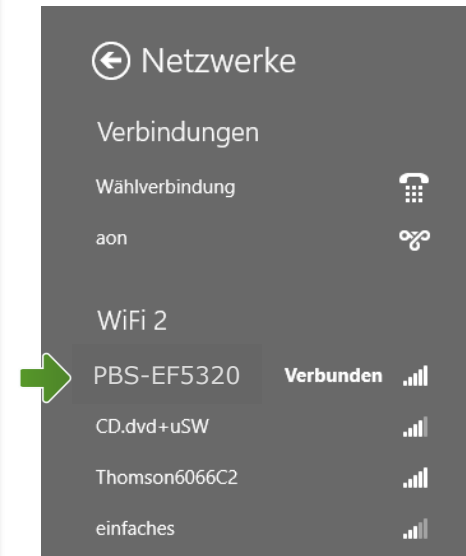 Netzwerke
Verbindungen
Wählverbindung
aon
WiFi 2
PBS-EF5320 Verbunden
CD.dvd+uSW
Thomson6066C2
einfaches